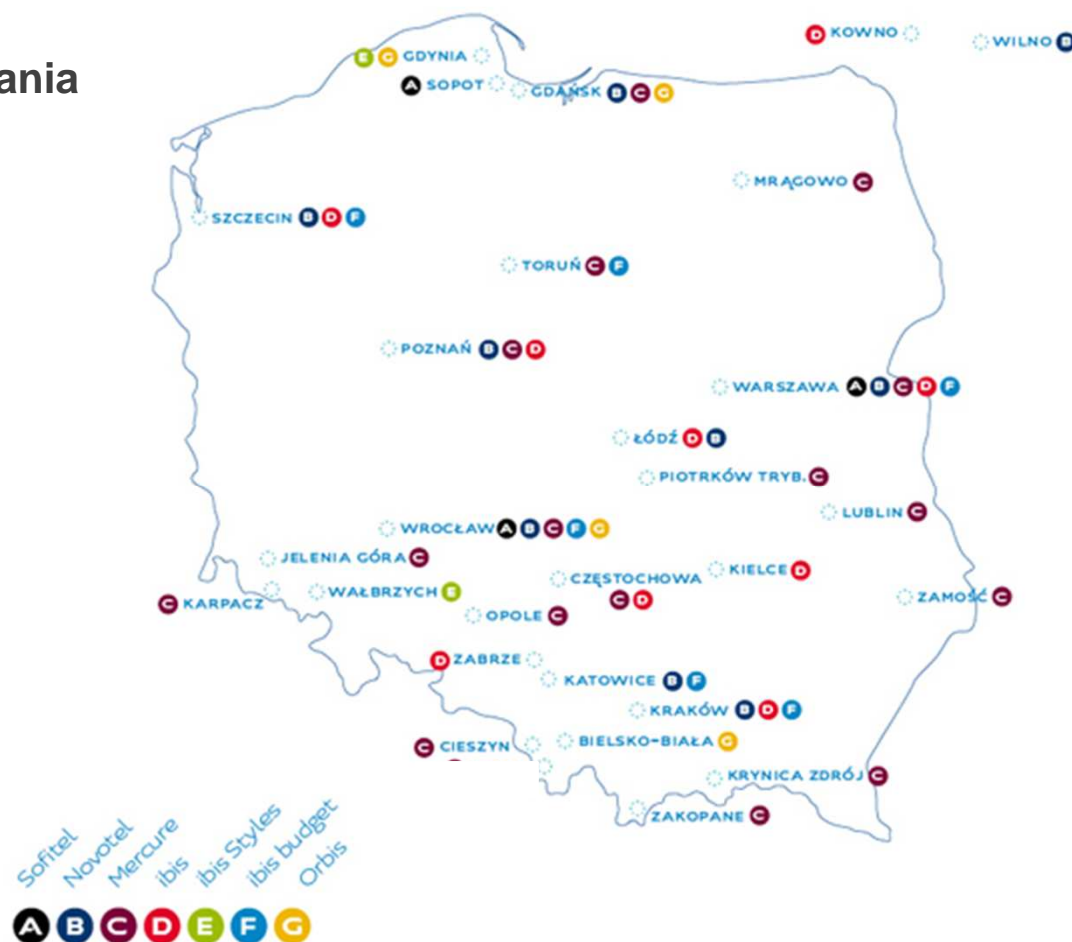 ania
D KOWNO
WILNO B
E G GDYNIA
A SOPOT
GDAŃSK B C G
MRĄGOWO C
SZCZECIN B D F
TORUŃ C F
POZNAŃ B C D
WARSZAWA A B C D F
ŁÓDŹ D B
PIOTRKÓW TRYB. C
LUBLIN C
WROCŁAW A B C F G
JELENIA GÓRA C
KIELCE D
CZĘSTOCHOWA
C D
WAŁBRZYCH E
ZAMOŚĆ C
C KARPACZ
OPOLE C
D ZABRZE
KATOWICE B F
KRAKÓW B D F
C CIESZYN
BIELSKO-BIAŁA G
KRYNICA ZDRÓJ C
ZAKOPANE C
Sofitel
Novotel
Mercure
ibis
ibis Styles
ibis budget
Orbis
A B C D E F G